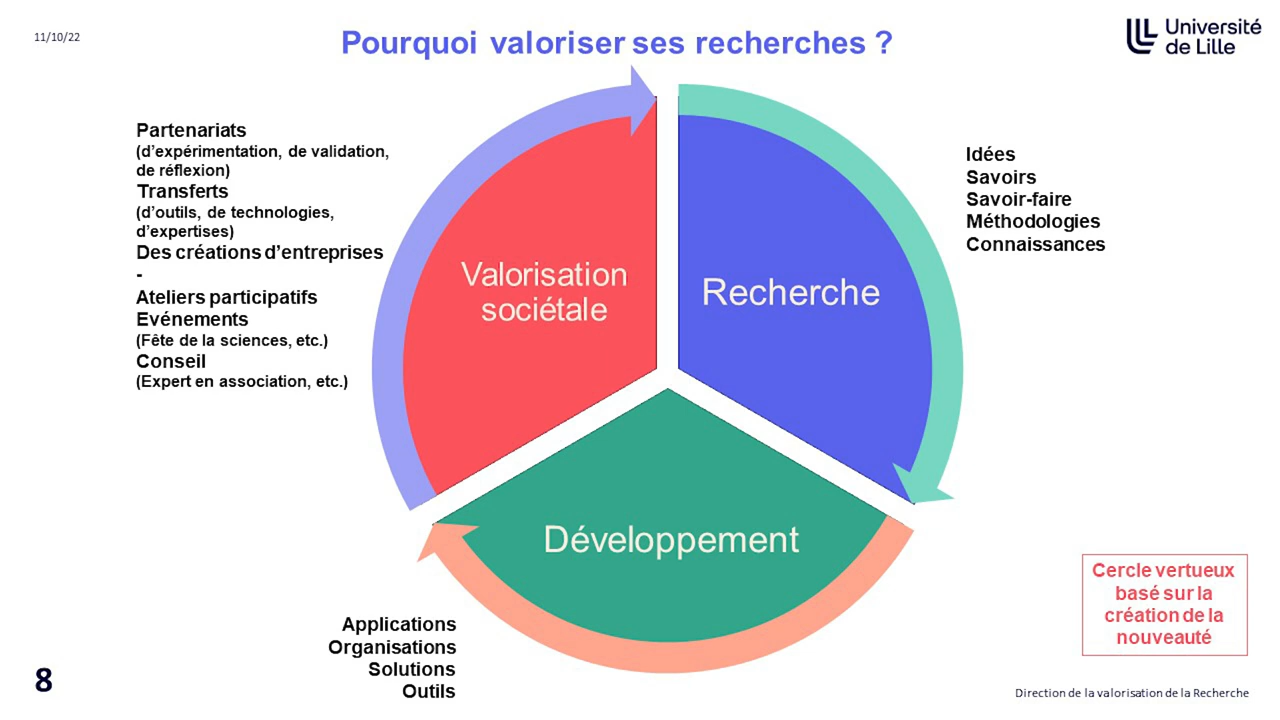 11/10/22
Pourquoi valoriser ses recherches ?
Université
de Lille
Partenariats
(d’expérimentation, de validation,
de réflexion)
Transferts
(d’outils, de technologies,
d’expertises)
Des créations d’entreprises
-
Ateliers participatifs
Evénements
(Fête de la sciences, etc.)
Conseil
(Expert en association, etc.)
Valorisation
sociétale
Recherche
Idées
Savoirs
Savoir-faire
Méthodologies
Connaissances
Développement
Applications
Organisations
Solutions
Outils
Cercle vertueux
basé sur la
création de la
nouveauté
8
Direction de la valorisation de la Recherche